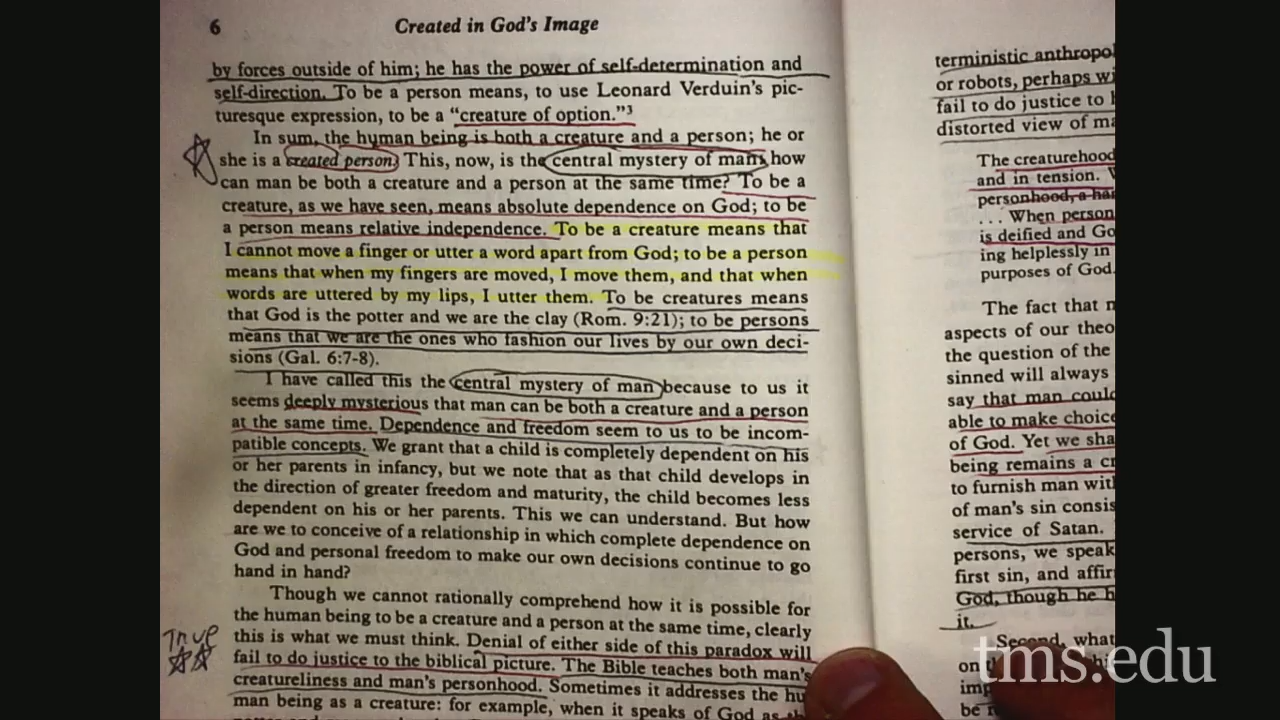 6
Created in God's Image
by forces outside of him; he has the power of self-determination and
self-direction. To be a person means, to use Leonard Verduin's pic-
turesque expression, to be a "creature of option."3
In sum, the human being is both a creature and a person; he or
she is a created person. This, now, is the central mystery of man: how
can man be both a creature and a person at the same time? To be a
creature, as we have seen, means absolute dependence on God; to be
a person means relative independence. To be a creature means that
I cannot move a finger or utter a word apart from God; to be a person
means that when my fingers are moved, I move them, and that when
words are uttered by my lips, I utter them. To be creatures means
that God is the potter and we are the clay (Rom. 9:21); to be persons
means that we are the ones who fashion our lives by our own deci-
sions (Gal. 6:7-8).
I have called this the central mystery of man because to us it
seems deeply mysterious that man can be both a creature and a person
at the same time. Dependence and freedom seem to us to be incom-
patible concepts. We grant that a child is completely dependent on his
or her parents in infancy, but we note that as that child develops in
the direction of greater freedom and maturity, the child becomes less
dependent on his or her parents. This we can understand. But how
are we to conceive of a relationship in which complete dependence on
God and personal freedom to make our own decisions continue to go
hand in hand?
Though we cannot rationally comprehend how it is possible for
the human being to be a creature and a person at the same time, clearly
this is what we must think. Denial of either side of this paradox will
fail to do justice to the biblical picture. The Bible teaches both man's
creatureliness and man's personhood. Sometimes it addresses the hu
man being as a creature: for example, when it speaks of God as
True
terministic anthropo
or robots, perhaps wi
fail to do justice to
distorted view of ma
The creaturehood
and in tension.
personhood, a ha
... When person
is deified and Go
ing helplessly in
purposes of God.
The fact that
aspects of our theo
the question of the
sinned will always
say that man could
able to make choice
of God. Yet we sha
being remains a cr
to furnish man wit
of man's sin consis
service of Satan.
persons, we speak
first sin, and affir
God, though he h
it.
Second, what
on
imp
be
tms.edu